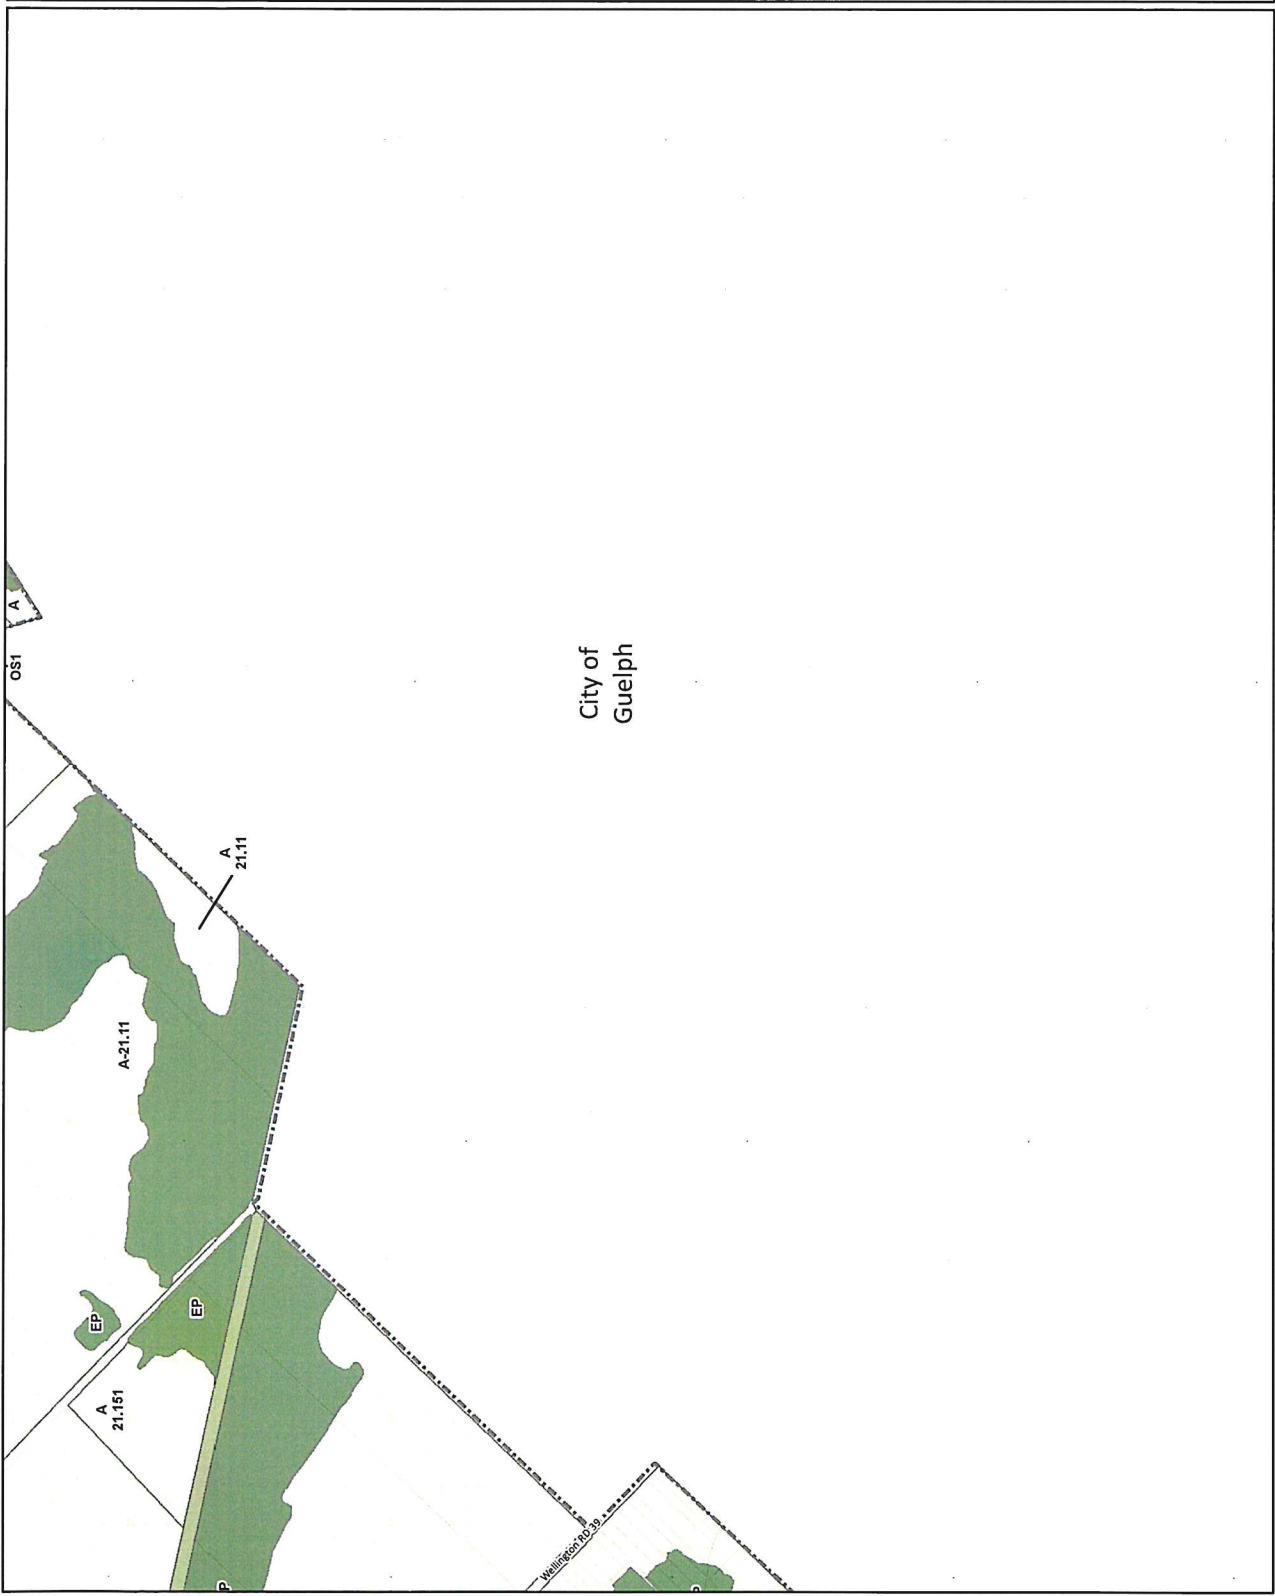 A
OS1
City of
Guelph
A
21.11
A-21.11
EP
EP
A
21.151
Wellington RD 39
P
P